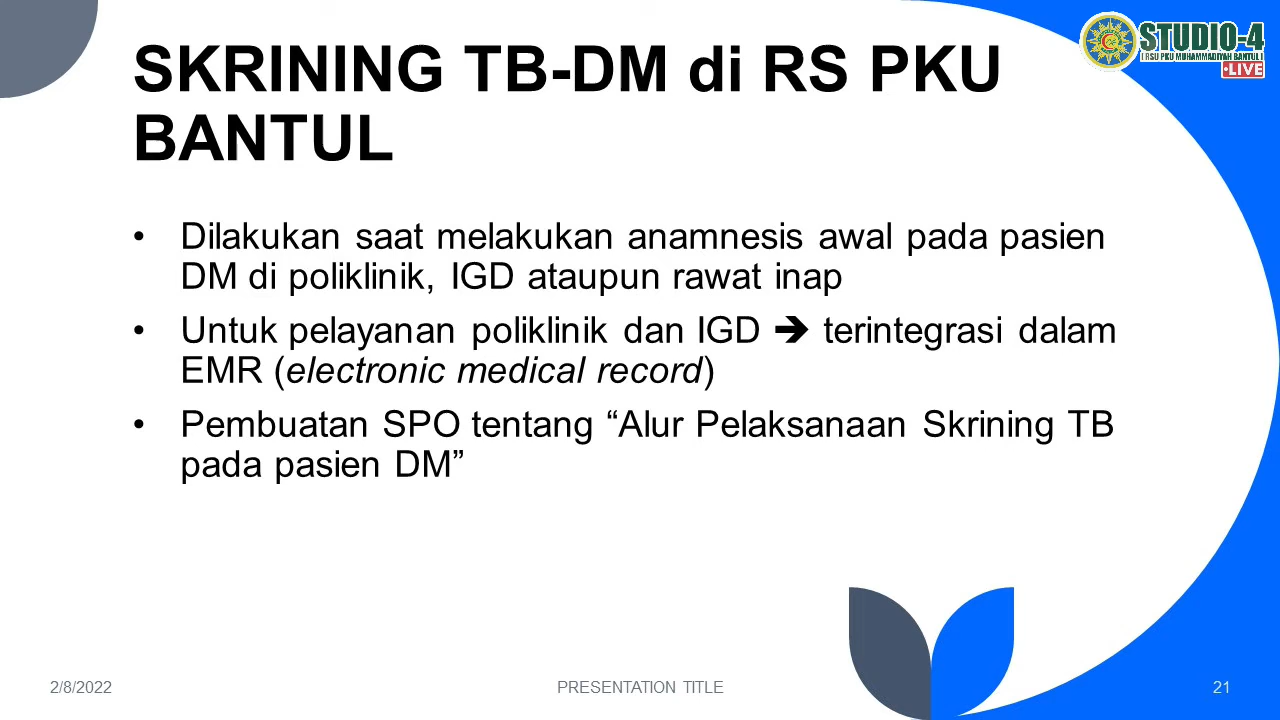 STUDIO-4
RSU PKU MUHAMMADIYAH BANTUL
•LIVE
SKRINING TB-DM di RS PKU
BANTUL
• Dilakukan saat melakukan anamnesis awal pada pasien
DM di poliklinik, IGD ataupun rawat inap
• Untuk pelayanan poliklinik dan IGD 🡺 terintegrasi dalam
EMR (electronic medical record)
• Pembuatan SPO tentang “Alur Pelaksanaan Skrining TB
pada pasien DM”
2/8/2022
PRESENTATION TITLE
21